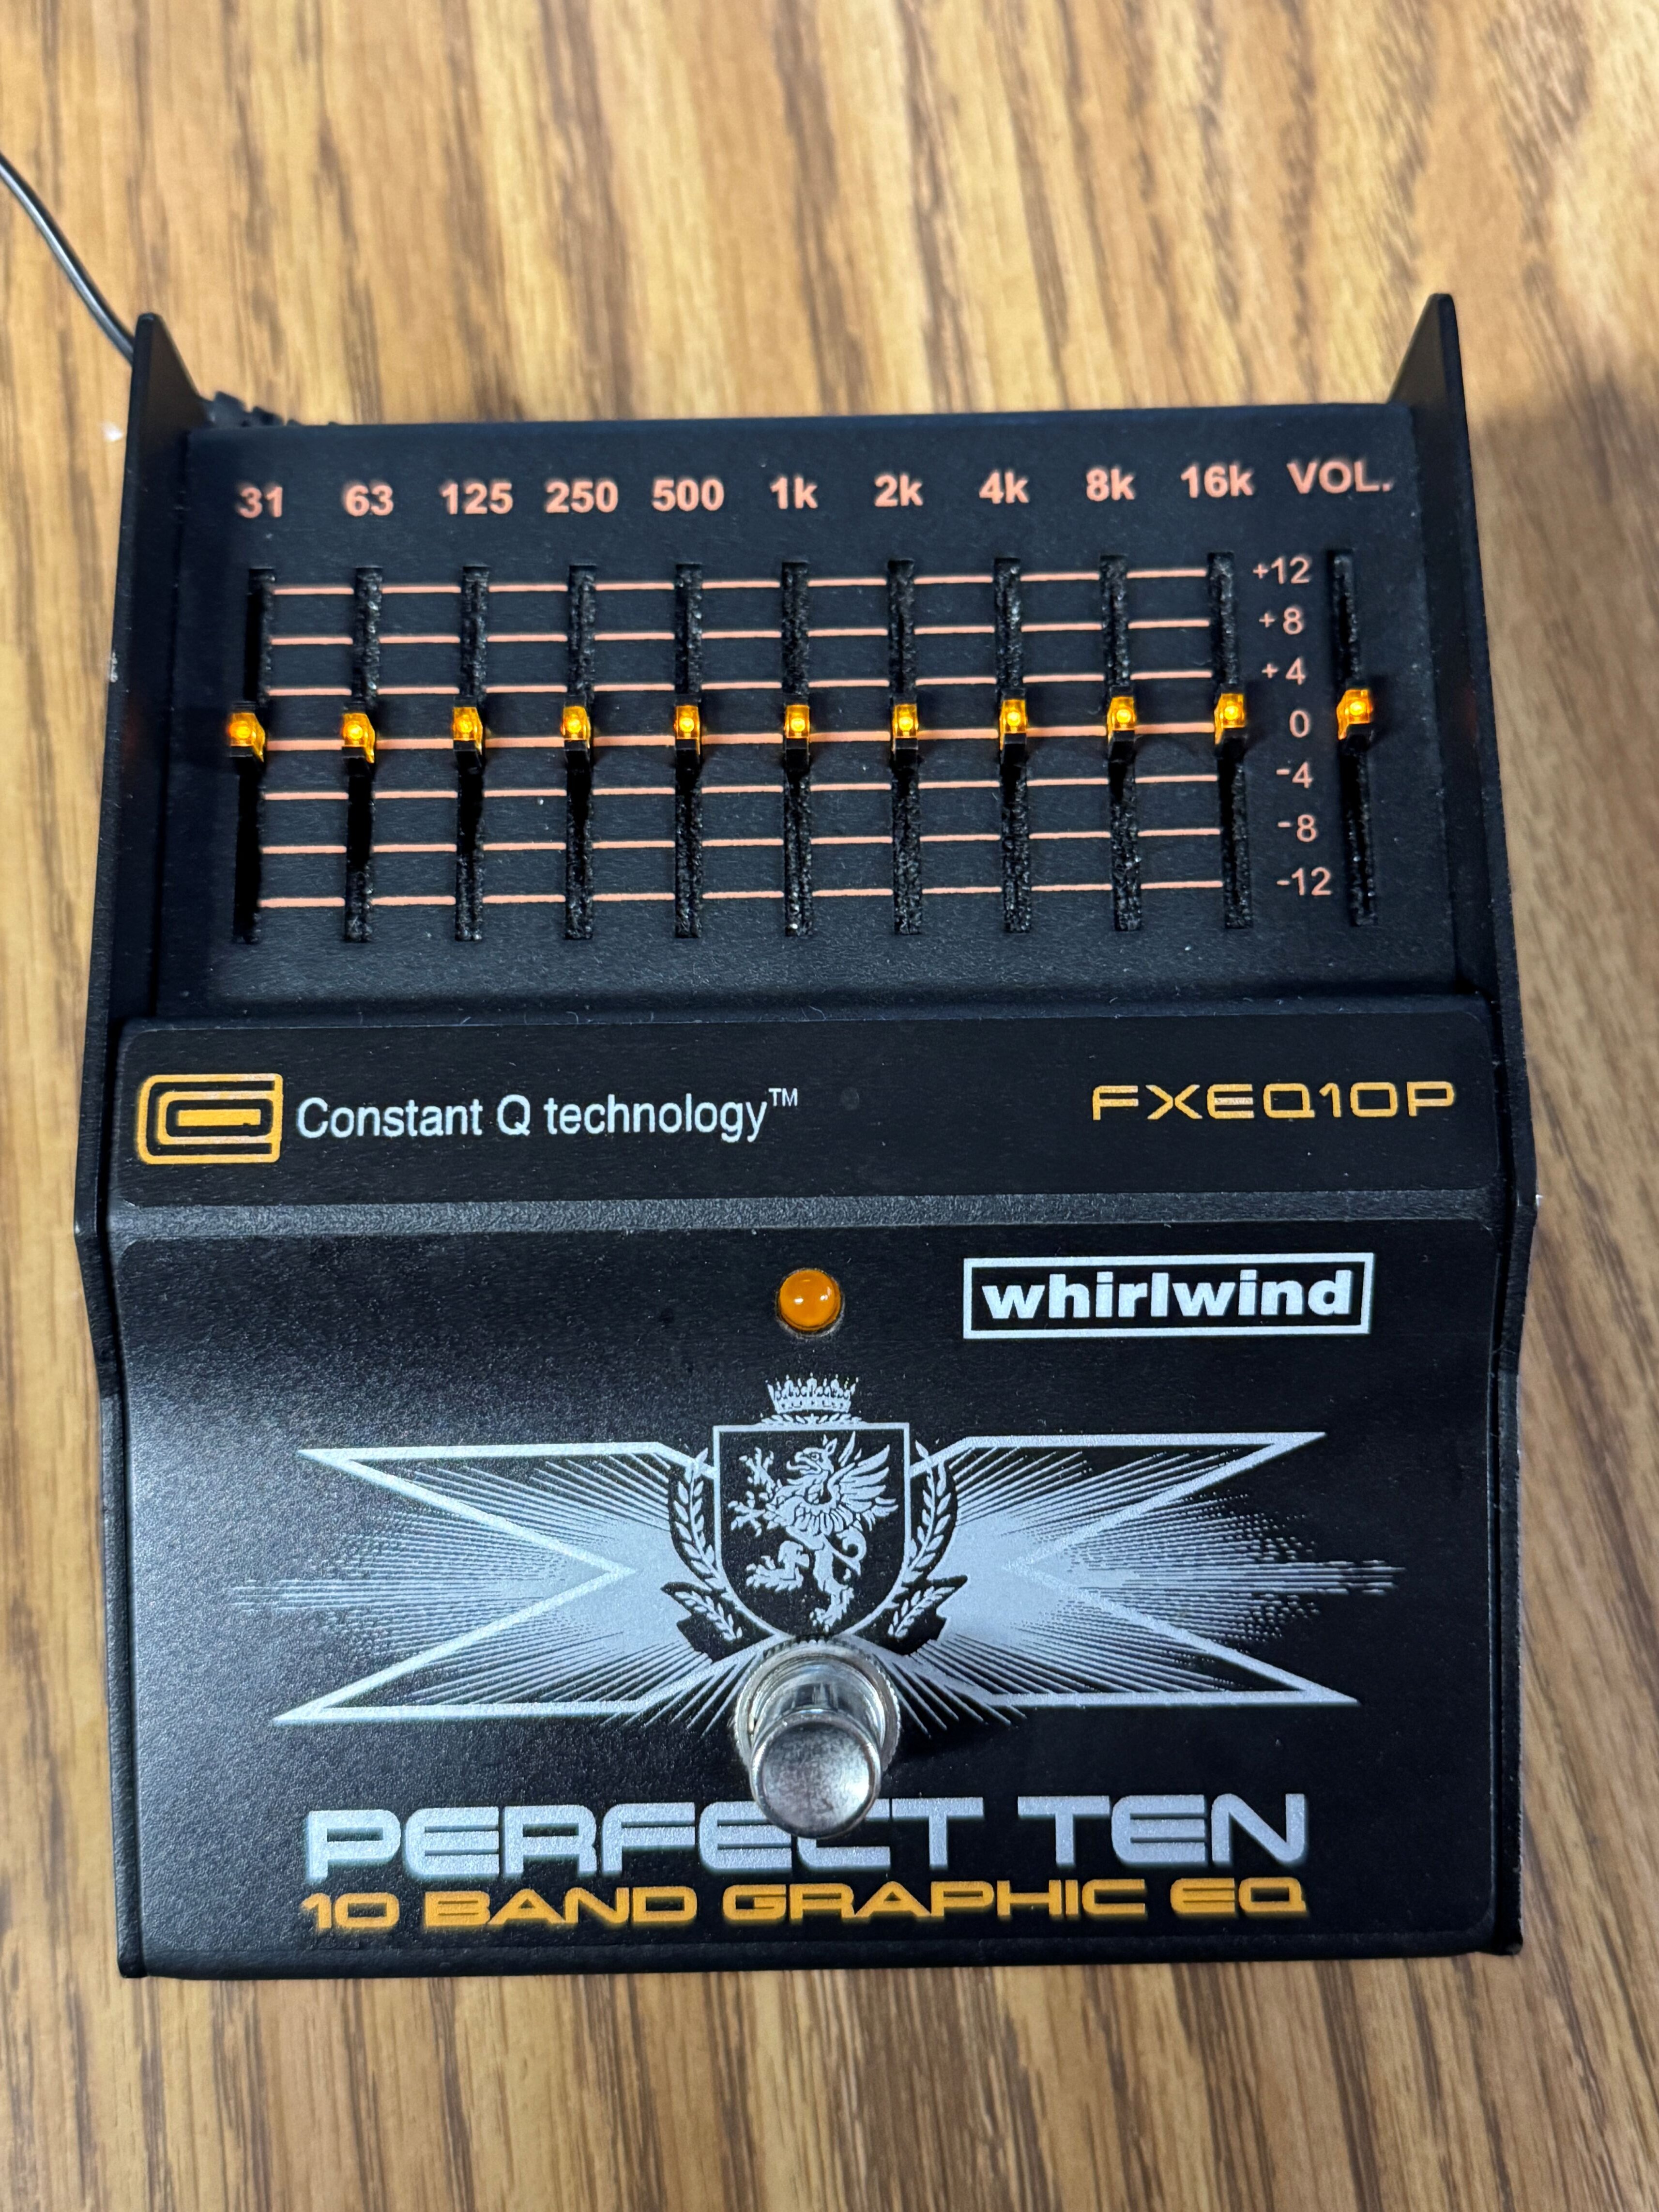 31 63 125 250 500 1k 2k 4k 8k 16k VOL.
+12
+8
+4
0
-4
-8
-12
Constant Q technology™ FXEQ10P
whirlwind
PERFECT TEN
10 BAND GRAPHIC EQ